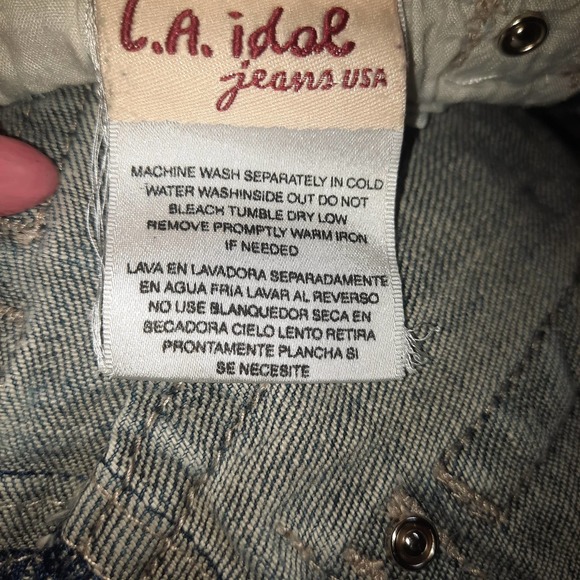 L.A. idol
jeans USA
MACHINE WASH SEPARATELY IN COLD
WATER WASHINSIDE OUT DO NOT
BLEACH TUMBLE DRY LOW
REMOVE PROMPTLY WARM IRON
IF NEEDED
LAVA EN LAVADORA SEPARADAMENTE
EN AGUA FRIA LAVAR AL REVERSO
NO USE BLANQUEDOR SECA EN
SECADORA CIELO LENTO RETIRA
PRONTAMENTE PLANCHA SI
SE NECESITE